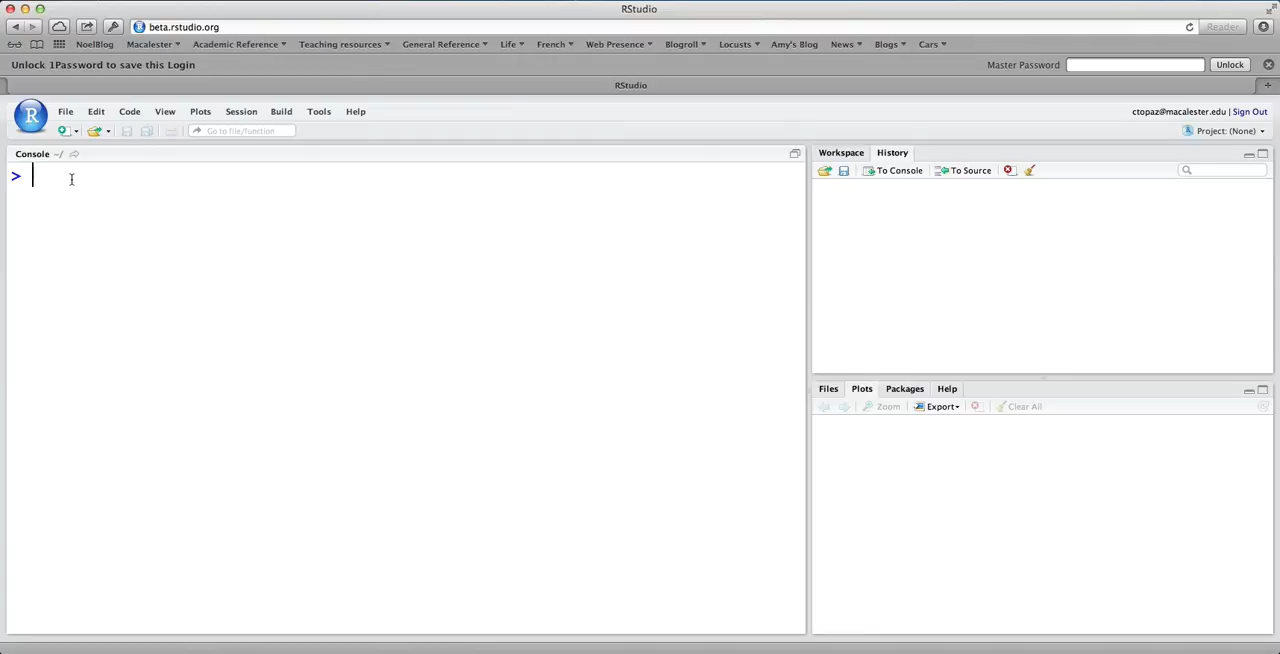 RStudio
beta.rstudio.org
Reader
NoelBlog Macalester Academic Reference Teaching resources General Reference Life French Web Presence Blogroll Locusts Amy's Blog News Blogs Cars
Unlock 1Password to save this Login Master Password Unlock
RStudio
R File Edit Code View Plots Session Build Tools Help ctopaz@macalester.edu | Sign Out
Go to file/function Project: (None)
Console ~/ Workspace History
> To Console To Source
Files Plots Packages Help
Zoom Export Clear All